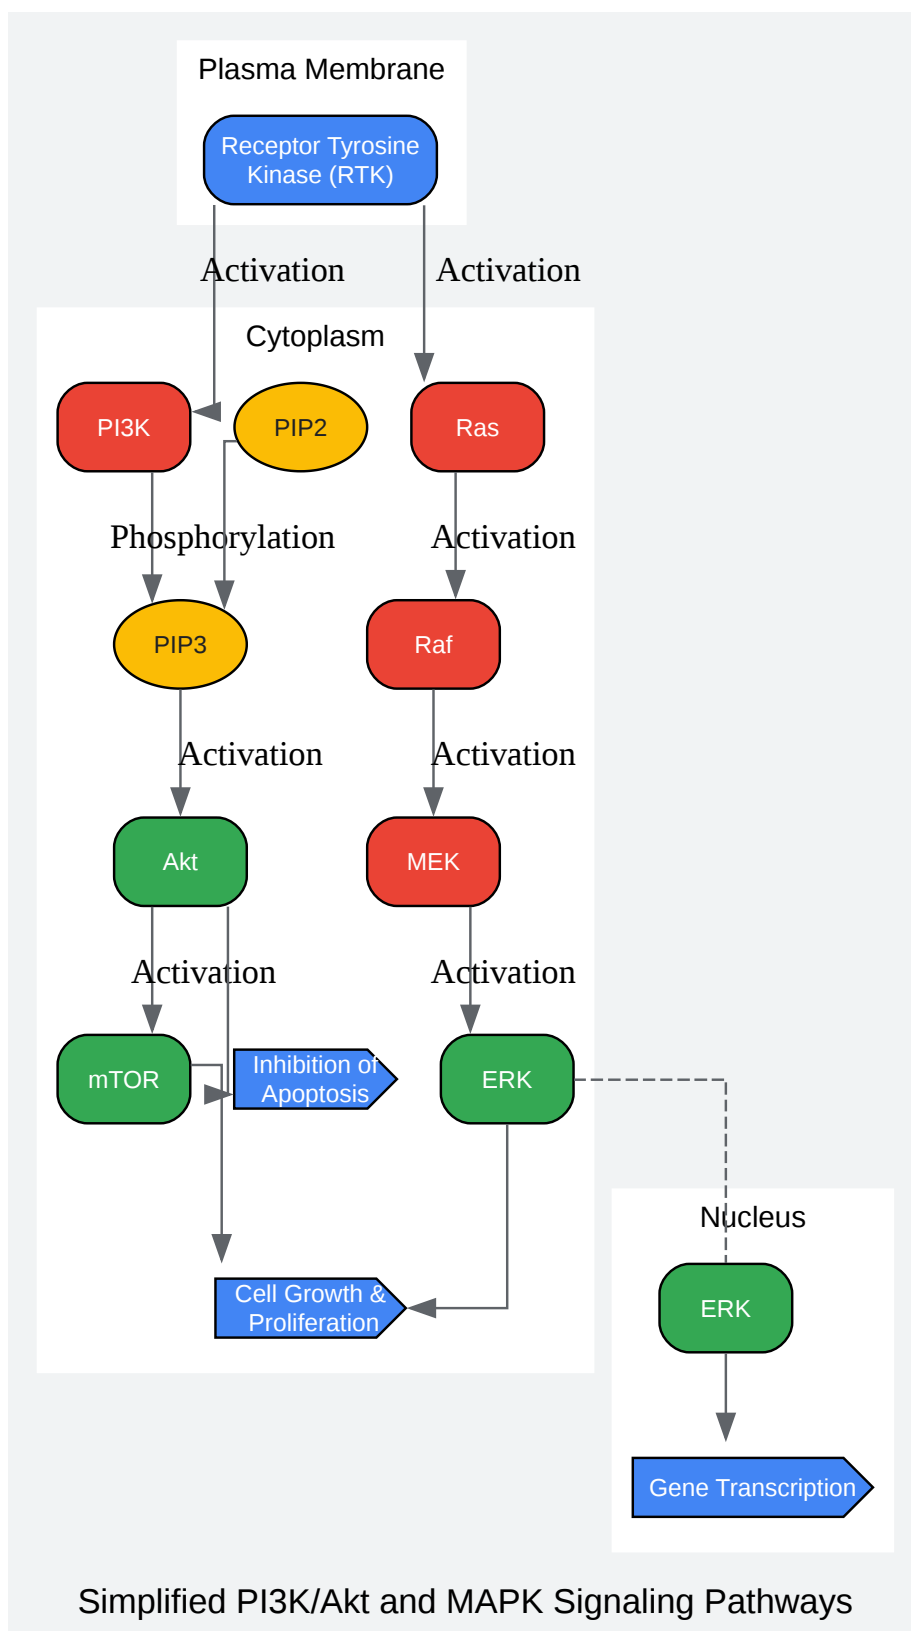 Plasma Membrane
Receptor Tyrosine
Kinase (RTK)
Activation
Activation
Cytoplasm
PI3K
PIP2
Ras
Phosphorylation
Activation
PIP3
Raf
Activation
Activation
Akt
MEK
Activation
Activation
mTOR
Inhibition of
Apoptosis
ERK
Nucleus
Cell Growth &
Proliferation
ERK
Gene Transcription
Simplified PI3K/Akt and MAPK Signaling Pathways